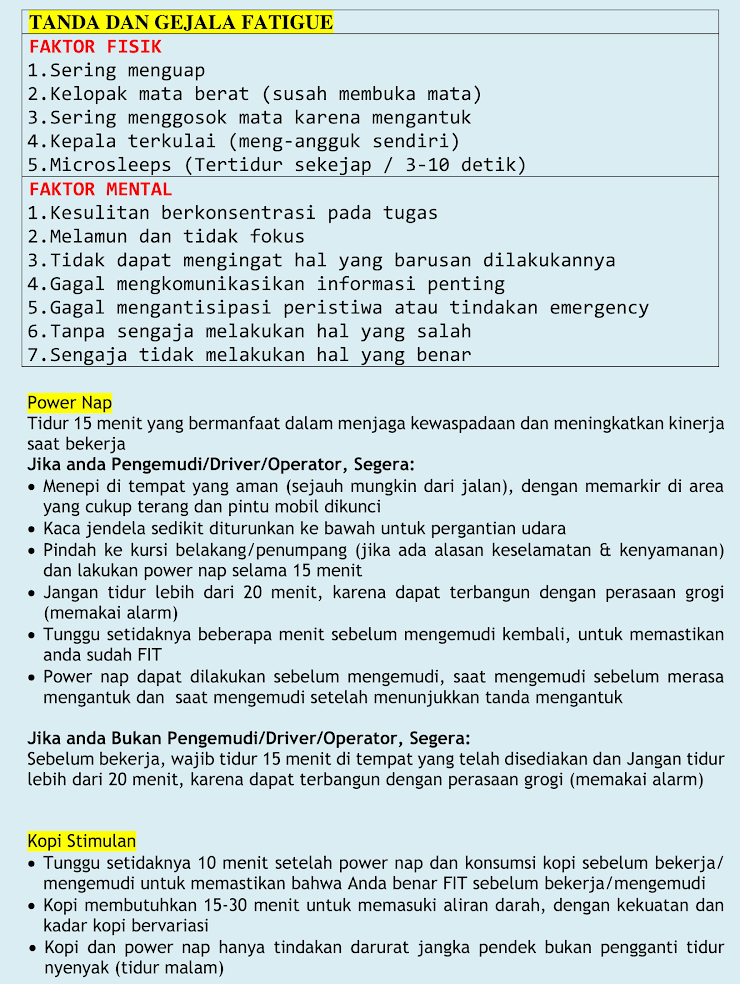 TANDA DAN GEJALA FATIGUE
FAKTOR FISIK
1.Sering menguap
2.Kelopak mata berat (susah membuka mata)
3.Sering menggosok mata karena mengantuk
4.Kepala terkulai (meng-angguk sendiri)
5.Microsleeps (Tertidur sekejap / 3-10 detik)
FAKTOR MENTAL
1.Kesulitan berkonsentrasi pada tugas
2.Melamun dan tidak fokus
3.Tidak dapat mengingat hal yang barusan dilakukannya
4.Gagal mengkomunikasikan informasi penting
5.Gagal mengantisipasi peristiwa atau tindakan emergency
6.Tanpa sengaja melakukan hal yang salah
7.Sengaja tidak melakukan hal yang benar
Power Nap
Tidur 15 menit yang bermanfaat dalam menjaga kewaspadaan dan meningkatkan kinerja
saat bekerja
Jika anda Pengemudi/Driver/Operator, Segera:
• Menepi di tempat yang aman (sejauh mungkin dari jalan), dengan memarkir di area
yang cukup terang dan pintu mobil dikunci
• Kaca jendela sedikit diturunkan ke bawah untuk pergantian udara
• Pindah ke kursi belakang/penumpang (jika ada alasan keselamatan & kenyamanan)
dan lakukan power nap selama 15 menit
• Jangan tidur lebih dari 20 menit, karena dapat terbangun dengan perasaan grogi
(memakai alarm)
• Tunggu setidaknya beberapa menit sebelum mengemudi kembali, untuk memastikan
anda sudah FIT
• Power nap dapat dilakukan sebelum mengemudi, saat mengemudi sebelum merasa
mengantuk dan saat mengemudi setelah menunjukkan tanda mengantuk
Jika anda Bukan Pengemudi/Driver/Operator, Segera:
Sebelum bekerja, wajib tidur 15 menit di tempat yang telah disediakan dan Jangan tidur
lebih dari 20 menit, karena dapat terbangun dengan perasaan grogi (memakai alarm)
Kopi Stimulan
• Tunggu setidaknya 10 menit setelah power nap dan konsumsi kopi sebelum bekerja/
mengemudi untuk memastikan bahwa Anda benar FIT sebelum bekerja/mengemudi
• Kopi membutuhkan 15-30 menit untuk memasuki aliran darah, dengan kekuatan dan
kadar kopi bervariasi
• Kopi dan power nap hanya tindakan darurat jangka pendek bukan pengganti tidur
nyenyak (tidur malam)